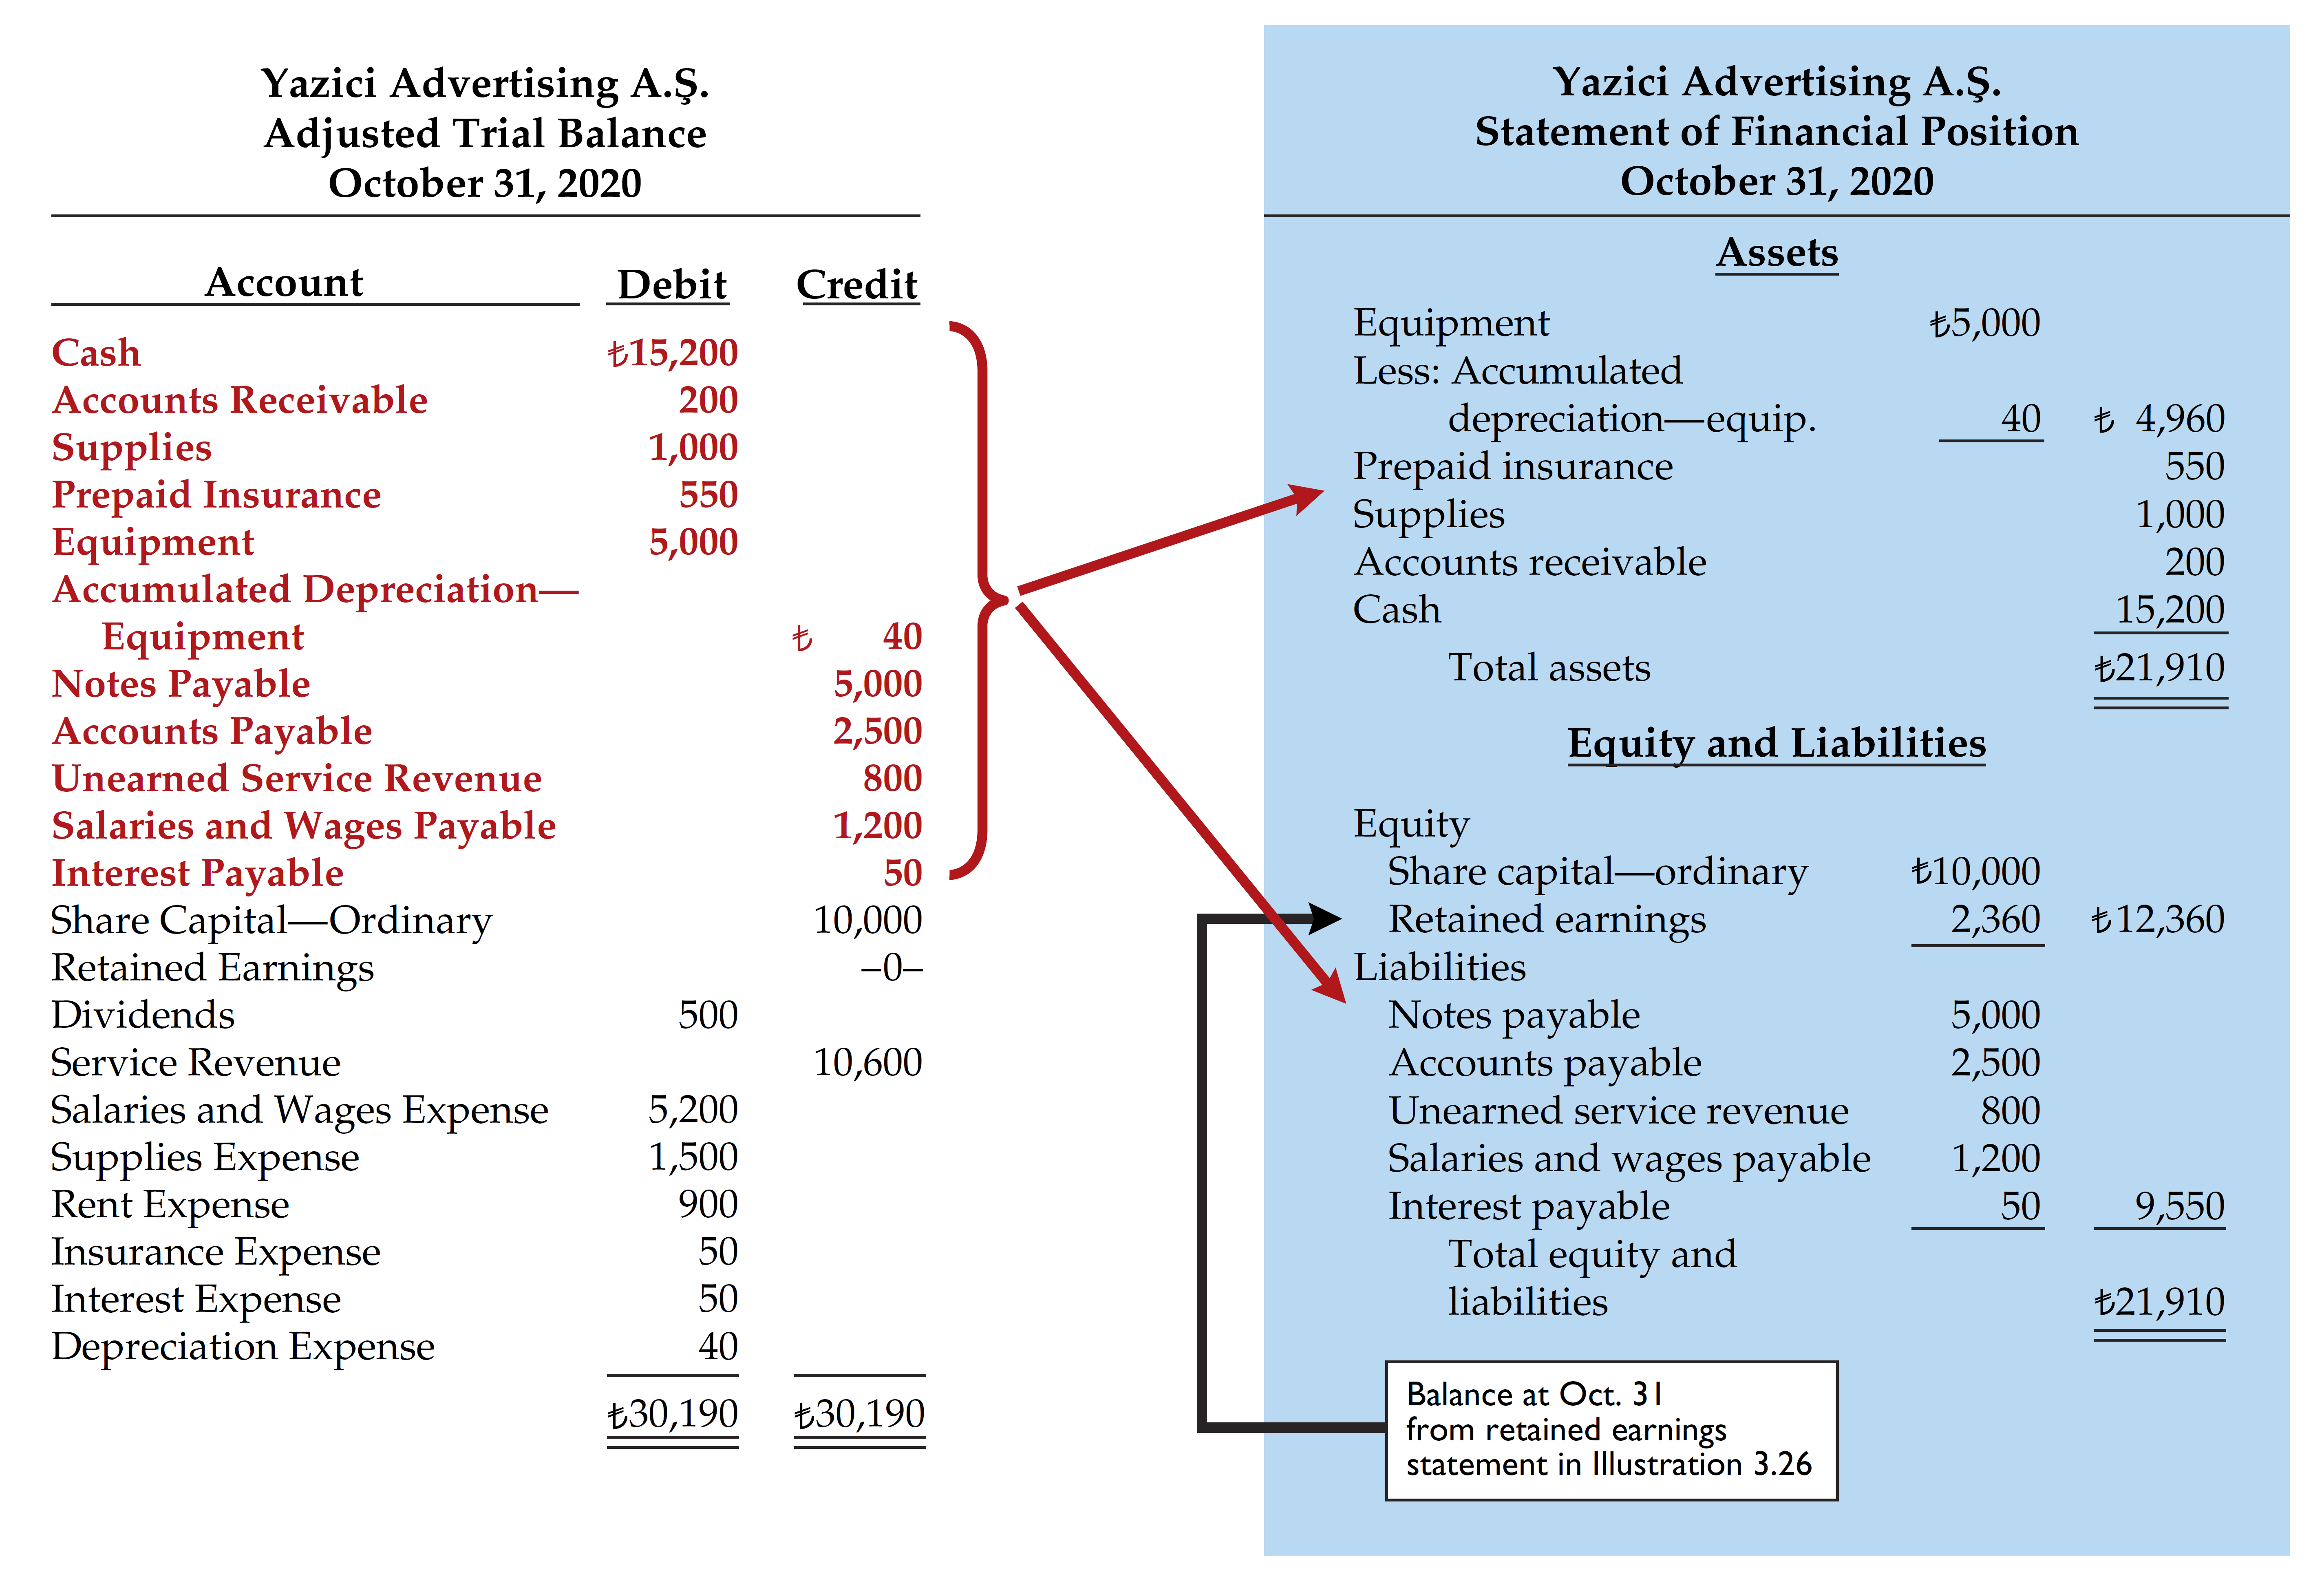 Yazici Advertising A.Ş.
Adjusted Trial Balance
October 31, 2020
Account Debit Credit
Cash ₺15,200
Accounts Receivable 200
Supplies 1,000
Prepaid Insurance 550
Equipment 5,000
Accumulated Depreciation—
Equipment ₺ 40
Notes Payable 5,000
Accounts Payable 2,500
Unearned Service Revenue 800
Salaries and Wages Payable 1,200
Interest Payable 50
Share Capital—Ordinary 10,000
Retained Earnings –0–
Dividends 500
Service Revenue 10,600
Salaries and Wages Expense 5,200
Supplies Expense 1,500
Rent Expense 900
Insurance Expense 50
Interest Expense 50
Depreciation Expense 40
₺30,190 ₺30,190
Yazici Advertising A.Ş.
Statement of Financial Position
October 31, 2020
Assets
Equipment ₺5,000
Less: Accumulated
depreciation—equip. 40 ₺ 4,960
Prepaid insurance 550
Supplies 1,000
Accounts receivable 200
Cash 15,200
Total assets ₺21,910
Equity and Liabilities
Equity
Share capital—ordinary ₺10,000
Retained earnings 2,360 ₺12,360
Liabilities
Notes payable 5,000
Accounts payable 2,500
Unearned service revenue 800
Salaries and wages payable 1,200
Interest payable 50 9,550
Total equity and
liabilities ₺21,910
Balance at Oct. 31
from retained earnings
statement in Illustration 3.26